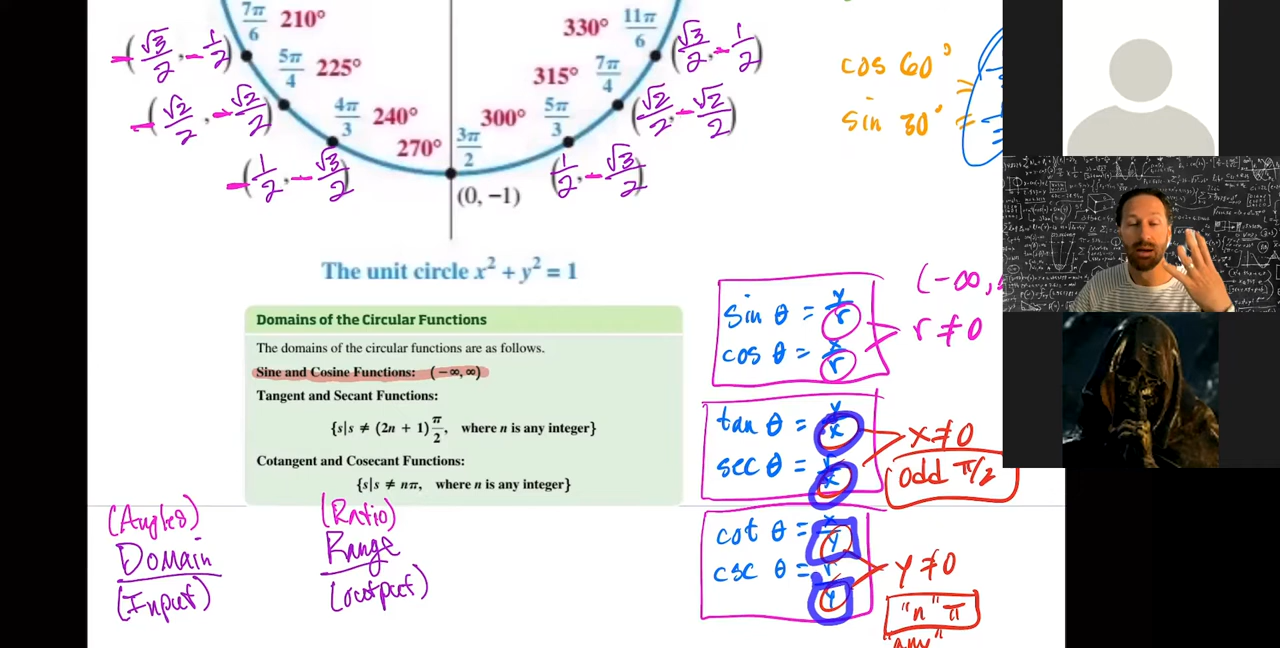 7π/6 210°
330° 11π/6
-(√3/2, -1/2)
5π/4 225°
315° 7π/4
(√3/2, -1/2)
-(√2/2, -√2/2)
4π/3 240°
300° 5π/3
(√2/2, -√2/2)
270° 3π/2
-(1/2, -√3/2)
(0, −1)
(1/2, -√3/2)
cos 60°
sin 30° =
The unit circle x² + y² = 1
Domains of the Circular Functions
The domains of the circular functions are as follows.
Sine and Cosine Functions: (−∞, ∞)
Tangent and Secant Functions:
{s|s ≠ (2n + 1) π/2, where n is any integer}
Cotangent and Cosecant Functions:
{s|s ≠ nπ, where n is any integer}
(Angles)
Domain
(Input)
(Ratio)
Range
(output)
sin θ = y/r
cos θ = x/r
(-∞,
r ≠ 0
tan θ = y/x
sec θ = r/x
x ≠ 0
odd π/2
cot θ = x/y
csc θ = r/y
y ≠ 0
"n" π
"any"